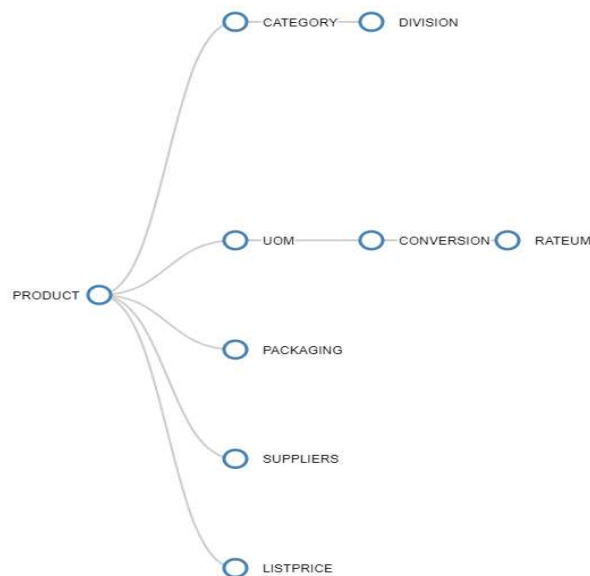 CATEGORY DIVISION
UOM CONVERSION RATEUM
PRODUCT
PACKAGING
SUPPLIERS
LISTPRICE